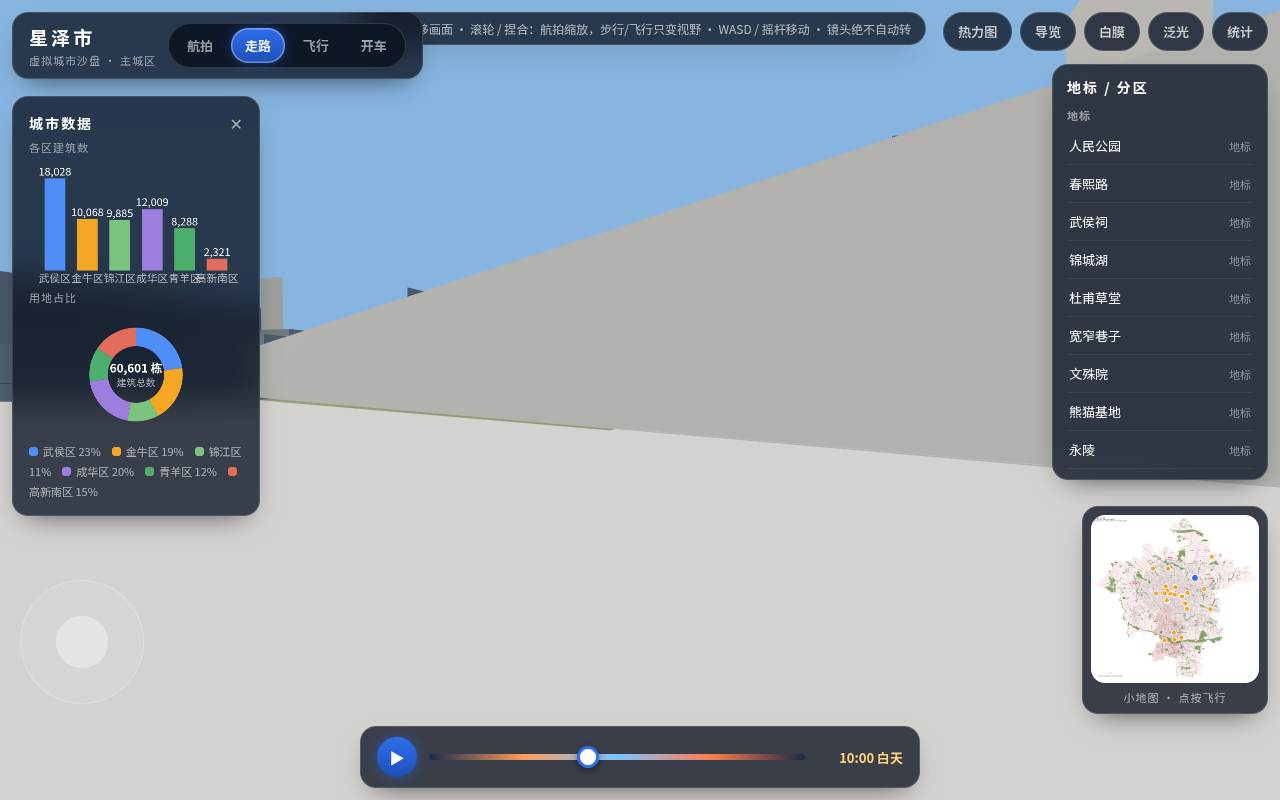 星泽市
虚拟城市沙盘 · 主城区
航拍 走路 飞行 开车
移画面 · 滚轮 / 捏合：航拍缩放，步行/飞行只变视野 · WASD / 摇杆移动 · 镜头绝不自动转
热力图 导览 白膜 泛光 统计
城市数据 ×
各区建筑数
18,028 10,068 9,885 12,009 8,288 2,321
武侯区 金牛区 锦江区 成华区 青羊区 高新南区
用地占比
60,601 栋
建筑总数
武侯区 23% 金牛区 19% 锦江区
11% 成华区 20% 青羊区 12%
高新南区 15%
地标 / 分区
地标
人民公园 地标
春熙路 地标
武侯祠 地标
锦城湖 地标
杜甫草堂 地标
宽窄巷子 地标
文殊院 地标
熊猫基地 地标
永陵 地标
小地图 · 点按飞行
10:00 白天